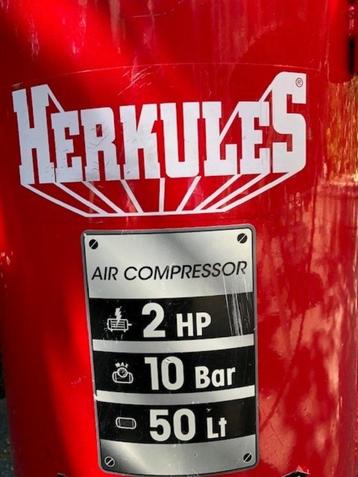 HERKULES®
AIR COMPRESSOR
2 HP
10 Bar
50 Lt